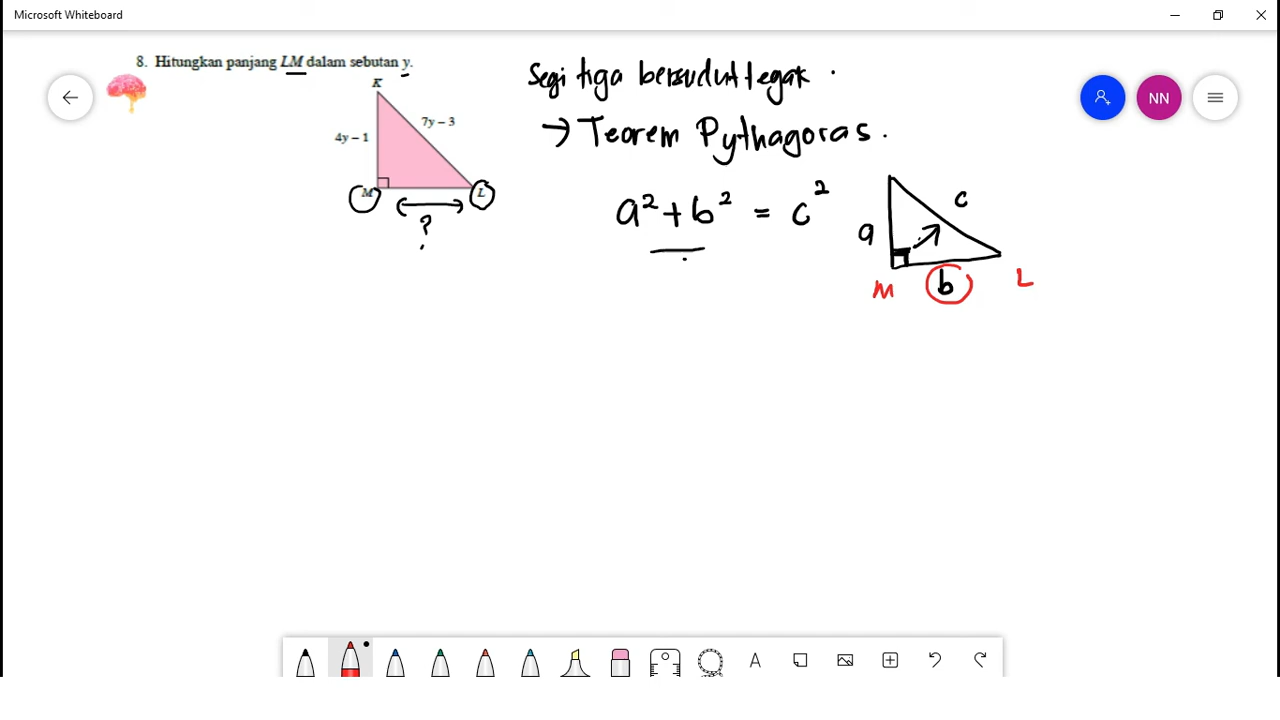 Microsoft Whiteboard
8. Hitungkan panjang LM dalam sebutan y.
K
4y – 1
7y – 3
M
L
?
Segi tiga bersudut tegak.
→ Teorem Pythagoras.
a² + b² = c²
a
c
M
b
L
NN
A